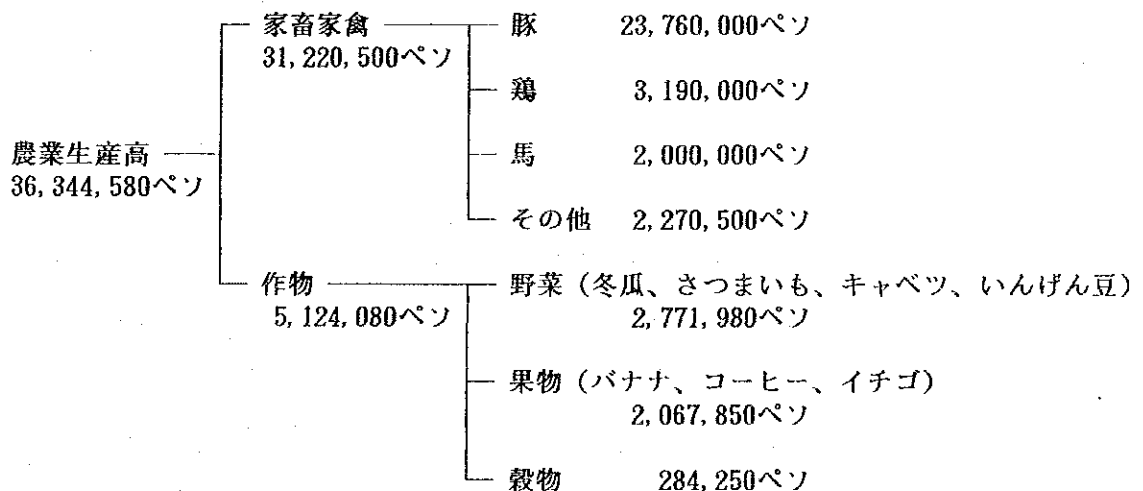 家畜家禽 豚 23,760,000ペソ
31,220,500ペソ
鶏 3,190,000ペソ
農業生産高 馬 2,000,000ペソ
36,344,580ペソ
その他 2,270,500ペソ
作物 野菜（冬瓜、さつまいも、キャベツ、いんげん豆）
5,124,080ペソ 2,771,980ペソ
果物（バナナ、コーヒー、イチゴ）
2,067,850ペソ
穀物 284,250ペソ